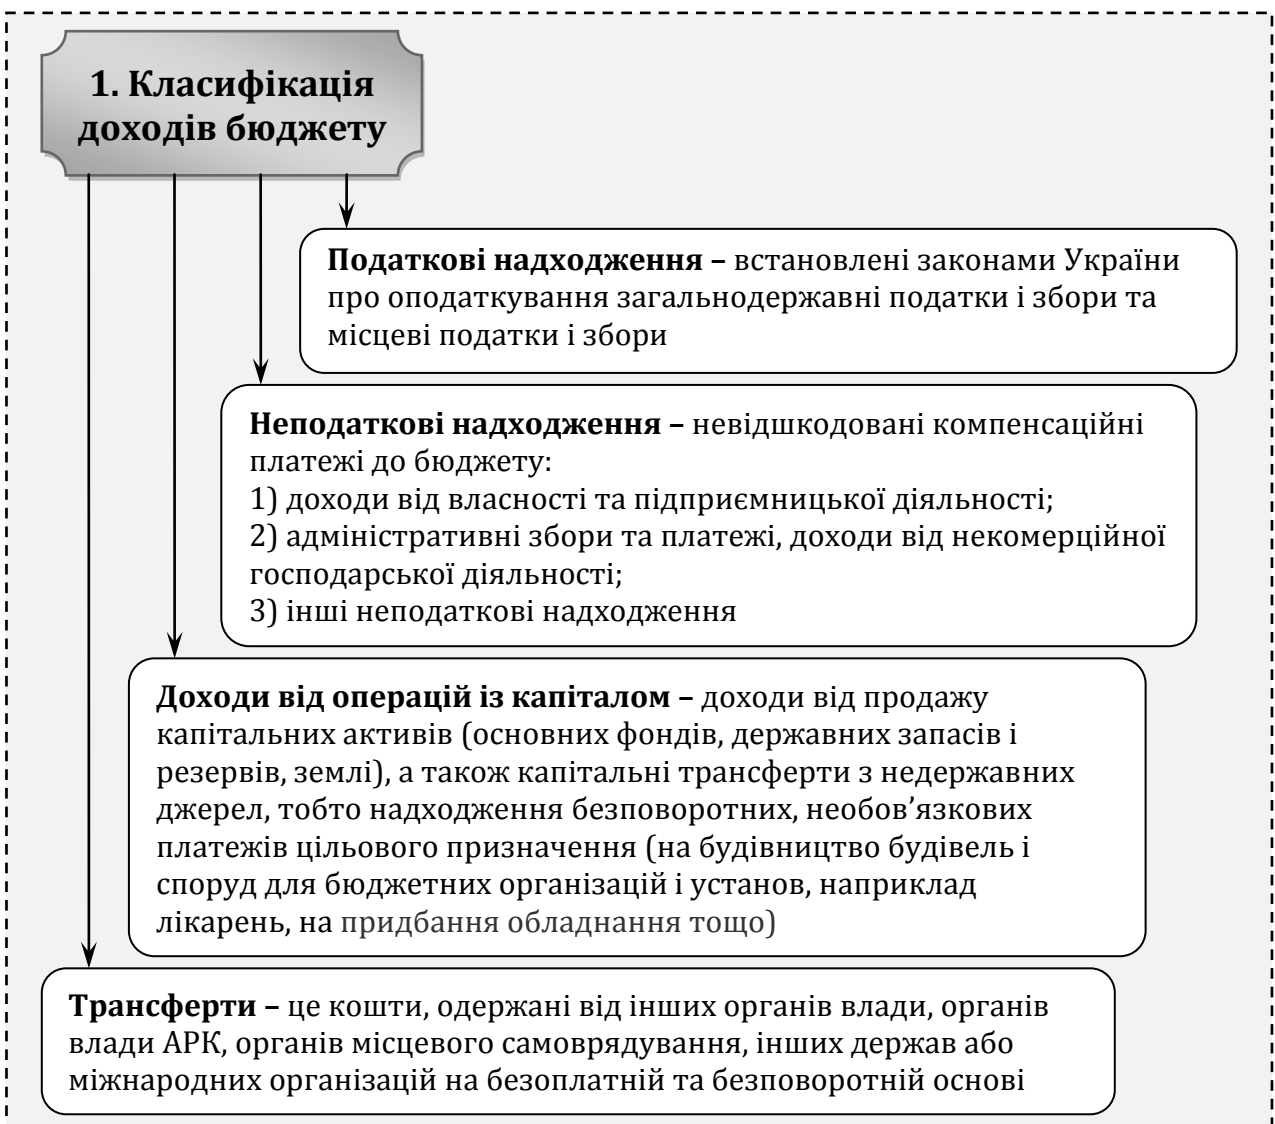 1. Класифікація
доходів бюджету
Податкові надходження – встановлені законами України
про оподаткування загальнодержавні податки і збори та
місцеві податки і збори
Неподаткові надходження – невідшкодовані компенсаційні
платежі до бюджету:
1) доходи від власності та підприємницької діяльності;
2) адміністративні збори та платежі, доходи від некомерційної
господарської діяльності;
3) інші неподаткові надходження
Доходи від операцій із капіталом – доходи від продажу
капітальних активів (основних фондів, державних запасів і
резервів, землі), а також капітальні трансферти з недержавних
джерел, тобто надходження безповоротних, необов’язкових
платежів цільового призначення (на будівництво будівель і
споруд для бюджетних організацій і установ, наприклад
лікарень, на придбання обладнання тощо)
Трансферти – це кошти, одержані від інших органів влади, органів
влади АРК, органів місцевого самоврядування, інших держав або
міжнародних організацій на безоплатній та безповоротній основі